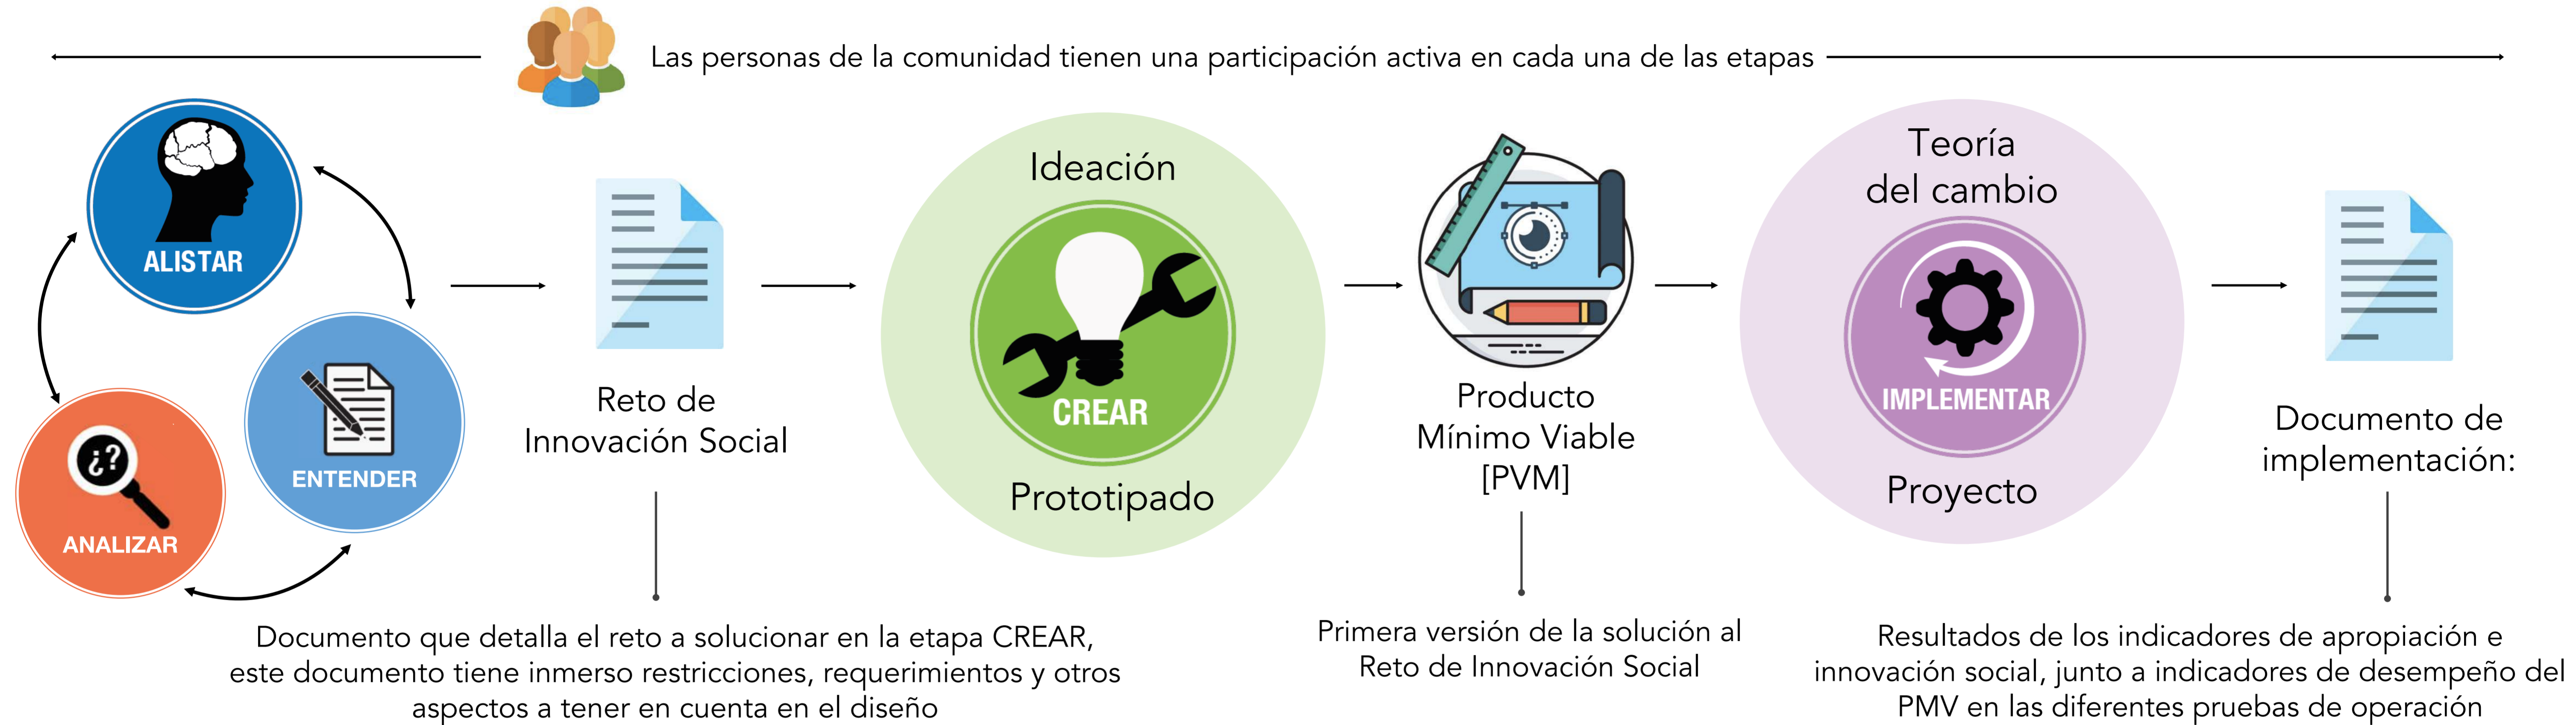 Las personas de la comunidad tienen una participación activa en cada una de las etapas
ALISTAR
ENTENDER
¿?
ANALIZAR
Reto de
Innovación Social
Documento que detalla el reto a solucionar en la etapa CREAR,
este documento tiene inmerso restricciones, requerimientos y otros
aspectos a tener en cuenta en el diseño
Ideación
CREAR
Prototipado
Producto
Mínimo Viable
[PVM]
Primera versión de la solución al
Reto de Innovación Social
Teoría
del cambio
IMPLEMENTAR
Proyecto
Documento de
implementación:
Resultados de los indicadores de apropiación e
innovación social, junto a indicadores de desempeño del
PMV en las diferentes pruebas de operación